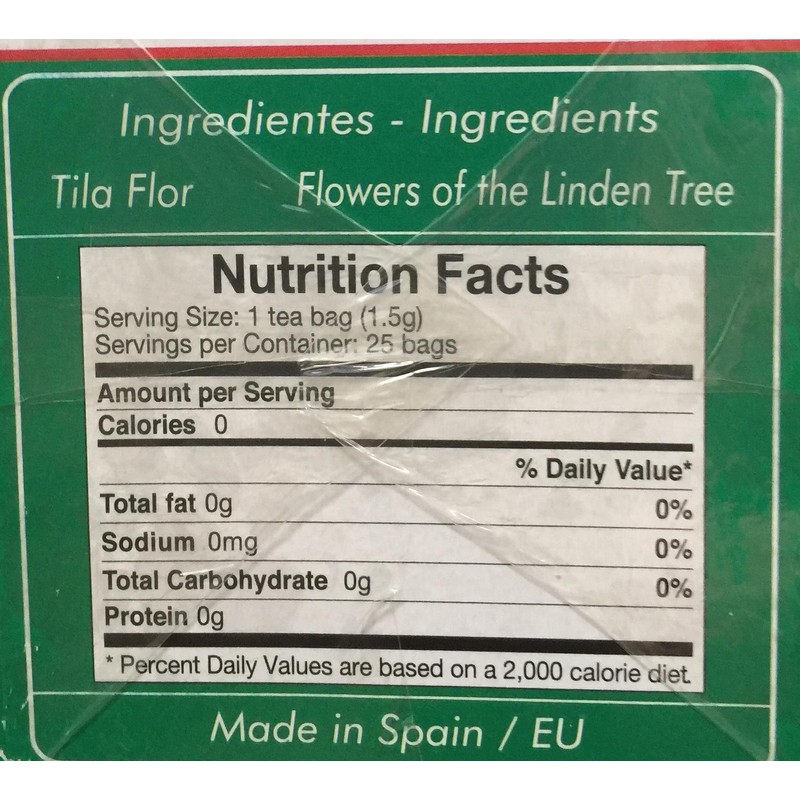 Ingredientes - Ingredients
Tila Flor Flowers of the Linden Tree
Nutrition Facts
Serving Size: 1 tea bag (1.5g)
Servings per Container: 25 bags
Amount per Serving
Calories 0
% Daily Value*
Total fat 0g 0%
Sodium 0mg 0%
Total Carbohydrate 0g 0%
Protein 0g
* Percent Daily Values are based on a 2,000 calorie diet.
Made in Spain / EU